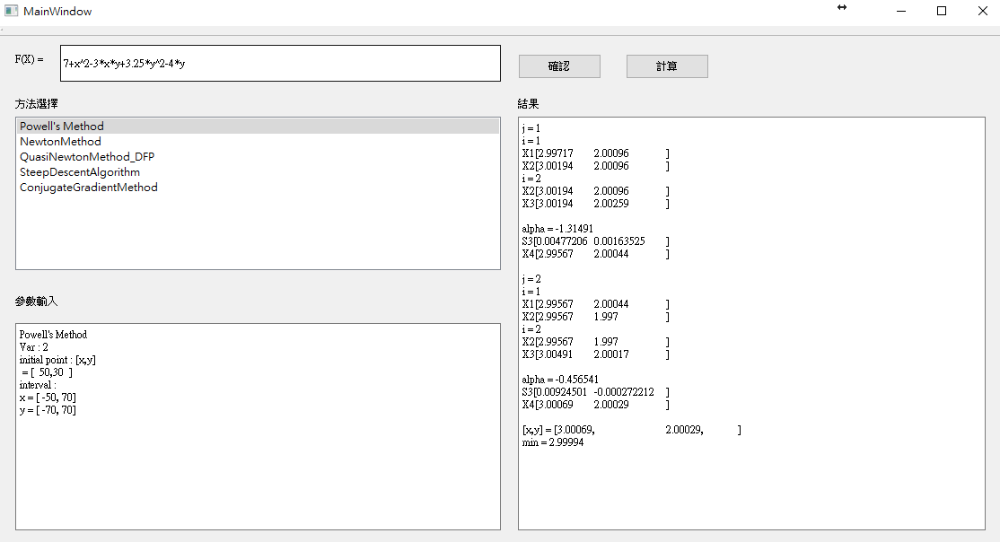 MainWindow
F(X) =
7+x^2-3*x*y+3.25*y^2-4*y
確認
計算
方法選擇
Powell's Method
NewtonMethod
QuasiNewtonMethod_DFP
SteepDescentAlgorithm
ConjugateGradientMethod
參數輸入
Powell's Method
Var : 2
initial point : [x,y]
= [ 50,30 ]
interval :
x = [ -50, 70]
y = [ -70, 70]
結果
j = 1
i = 1
X1[2.99717 2.00096 ]
X2[3.00194 2.00096 ]
i = 2
X2[3.00194 2.00096 ]
X3[3.00194 2.00259 ]
alpha = -1.31491
S3[0.00477206 0.00163525 ]
X4[2.99567 2.00044 ]
j = 2
i = 1
X1[2.99567 2.00044 ]
X2[2.99567 1.997 ]
i = 2
X2[2.99567 1.997 ]
X3[3.00491 2.00017 ]
alpha = -0.456541
S3[0.00924501 -0.000272212 ]
X4[3.00069 2.00029 ]
[x,y] = [3.00069, 2.00029, ]
min = 2.99994